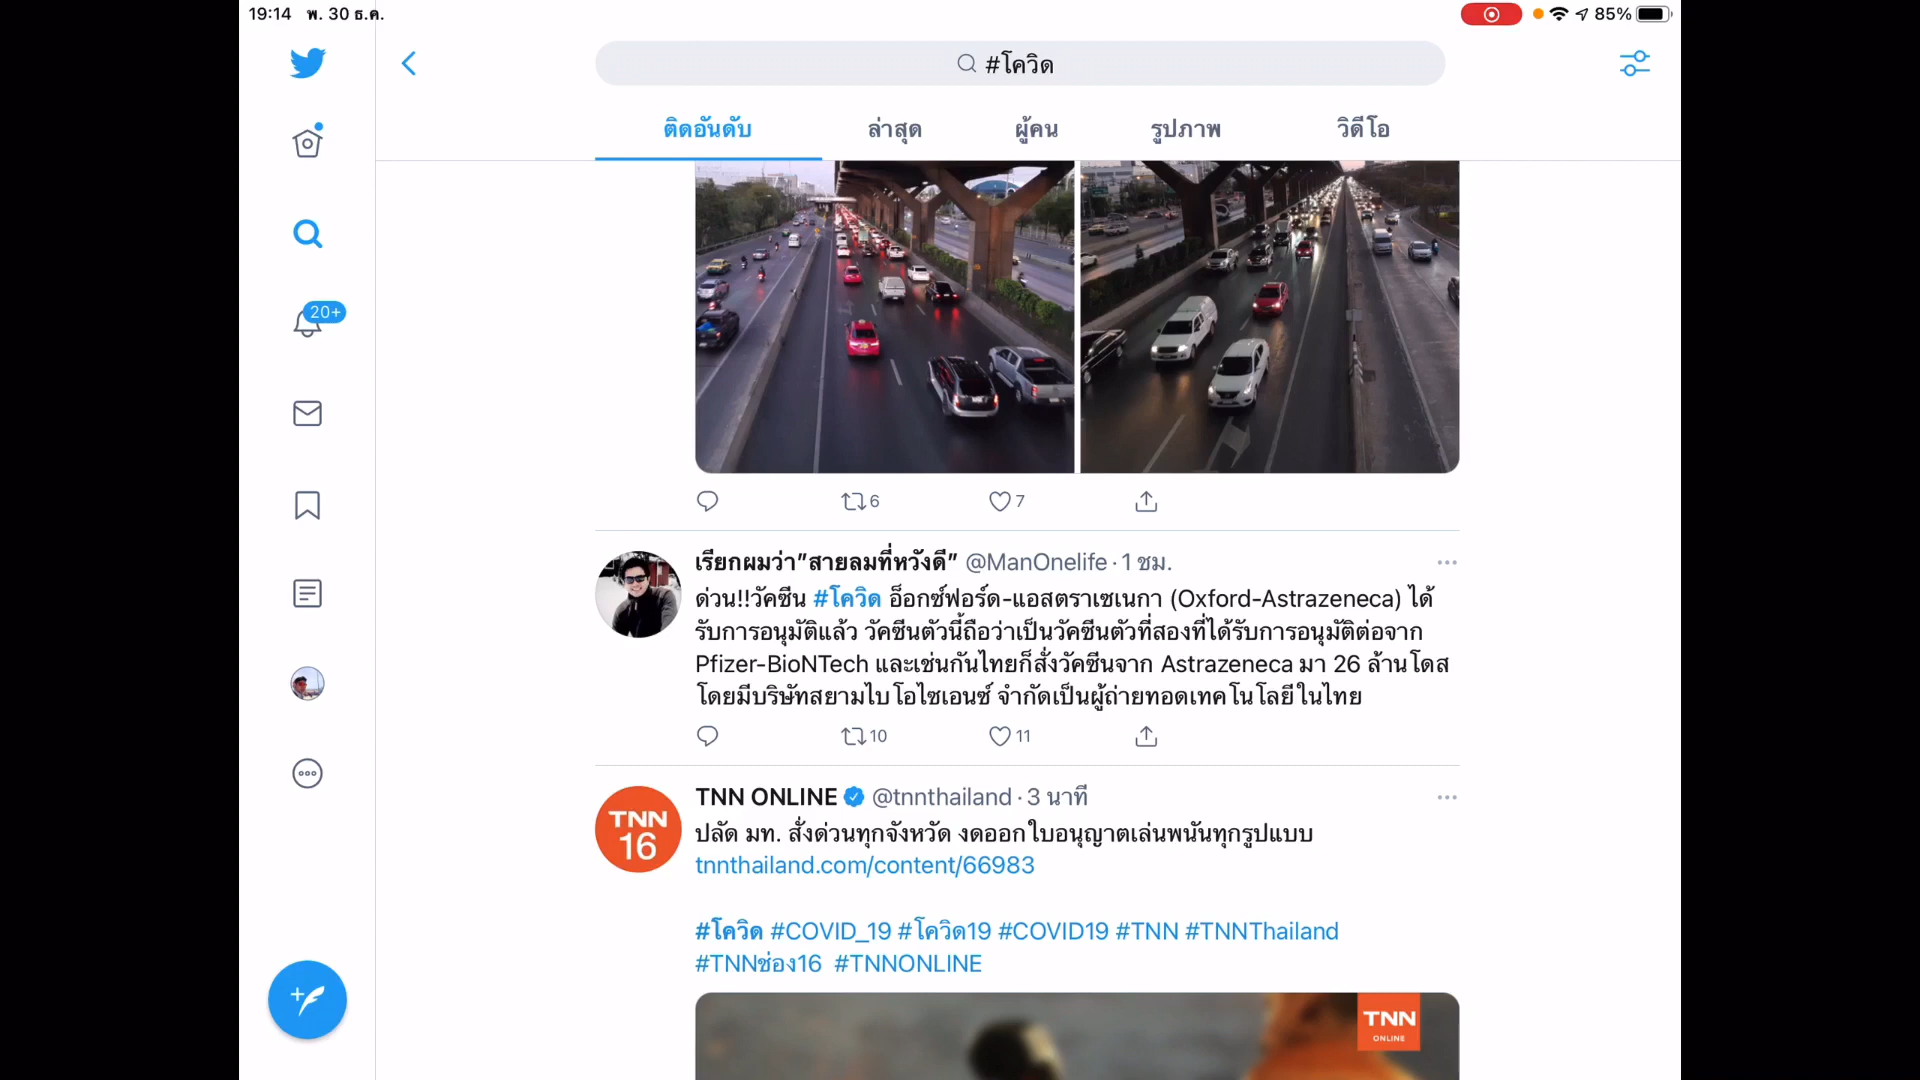 19:14 พ. 30 ธ.ค.
85%
#โควิด
ติดอันดับ ล่าสุด ผู้คน รูปภาพ วิดีโอ
20+
6 7
เรียกผมว่า"สายลมที่หวังดี" @ManOnelife · 1 ชม.
ด่วน!!วัคซีน #โควิด อ็อกซ์ฟอร์ด-แอสตราเซเนกา (Oxford-Astrazeneca) ได้
รับการอนุมัติแล้ว วัคซีนตัวนี้ถือว่าเป็นวัคซีนตัวที่สองที่ได้รับการอนุมัติต่อจาก
Pfizer-BioNTech และเช่นกันไทยก็สั่งวัคซีนจาก Astrazeneca มา 26 ล้านโดส
โดยมีบริษัทสยามไบโอไซเอนซ์ จำกัดเป็นผู้ถ่ายทอดเทคโนโลยีในไทย
10 11
TNN ONLINE @tnnthailand · 3 นาที
TNN
16
ปลัด มท. สั่งด่วนทุกจังหวัด งดออกใบอนุญาตเล่นพนันทุกรูปแบบ
tnnthailand.com/content/66983
#โควิด #COVID_19 #โควิด19 #COVID19 #TNN #TNNThailand
#TNNช่อง16 #TNNONLINE
TNN
ONLINE